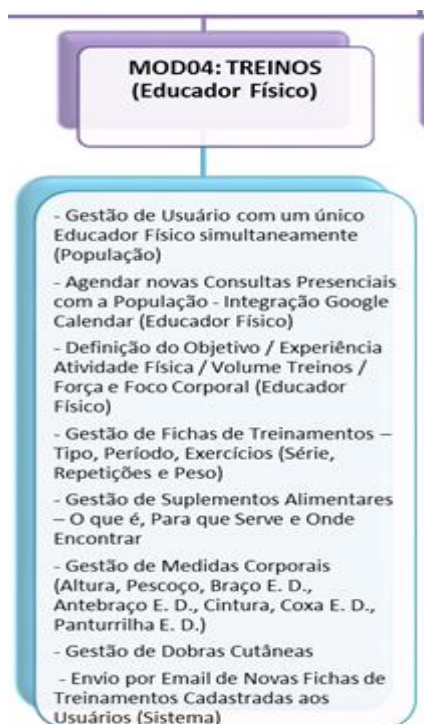 MOD04: TREINOS
(Educador Físico)
- Gestão de Usuário com um único
Educador Físico simultaneamente
(População)
- Agendar novas Consultas Presenciais
com a População - Integração Google
Calendar (Educador Físico)
- Definição do Objetivo / Experiência
Atividade Física / Volume Treinos /
Força e Foco Corporal (Educador
Físico)
- Gestão de Fichas de Treinamentos –
Tipo, Período, Exercícios (Série,
Repetições e Peso)
- Gestão de Suplementos Alimentares
– O que é, Para que Serve e Onde
Encontrar
- Gestão de Medidas Corporais
(Altura, Pescoço, Braço E. D.,
Antebraço E. D., Cintura, Coxa E. D.,
Panturrilha E. D.)
- Gestão de Dobras Cutâneas
- Envio por Email de Novas Fichas de
Treinamentos Cadastradas aos
Usuários (Sistema)